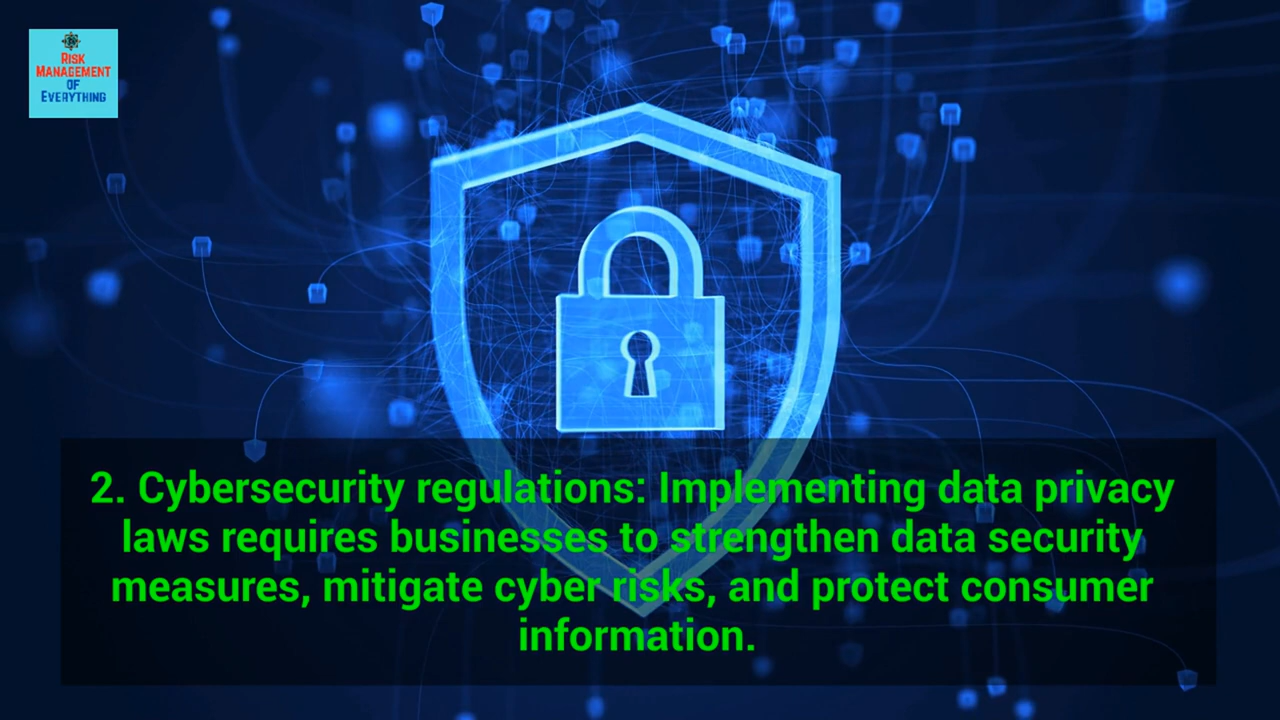 Risk
Management
of
Everything
2. Cybersecurity regulations: Implementing data privacy
laws requires businesses to strengthen data security
measures, mitigate cyber risks, and protect consumer
information.